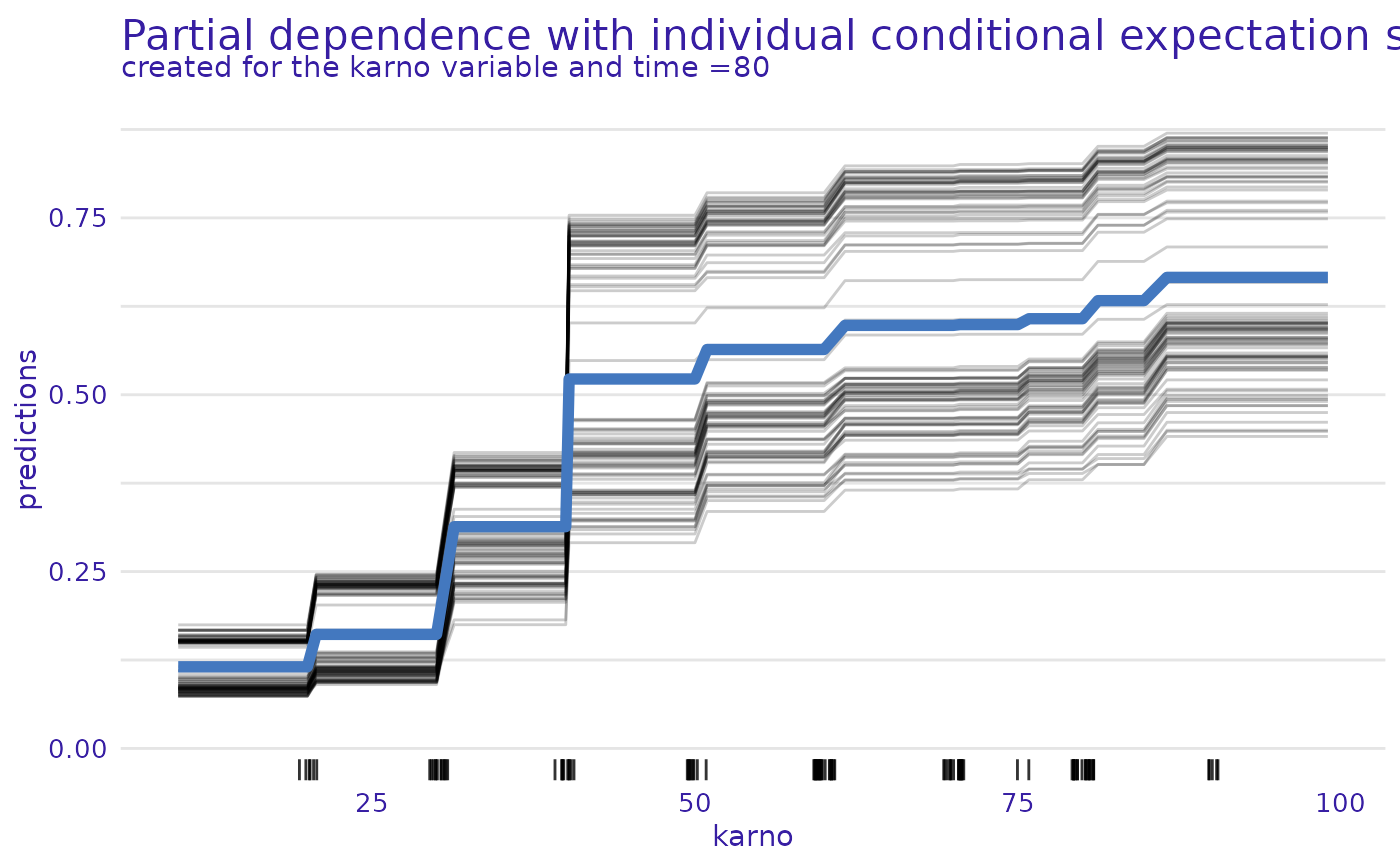 Partial dependence with individual conditional expectation s
created for the karno variable and time =80
predictions
0.75
0.50
0.25
0.00
25 50 75 100
karno